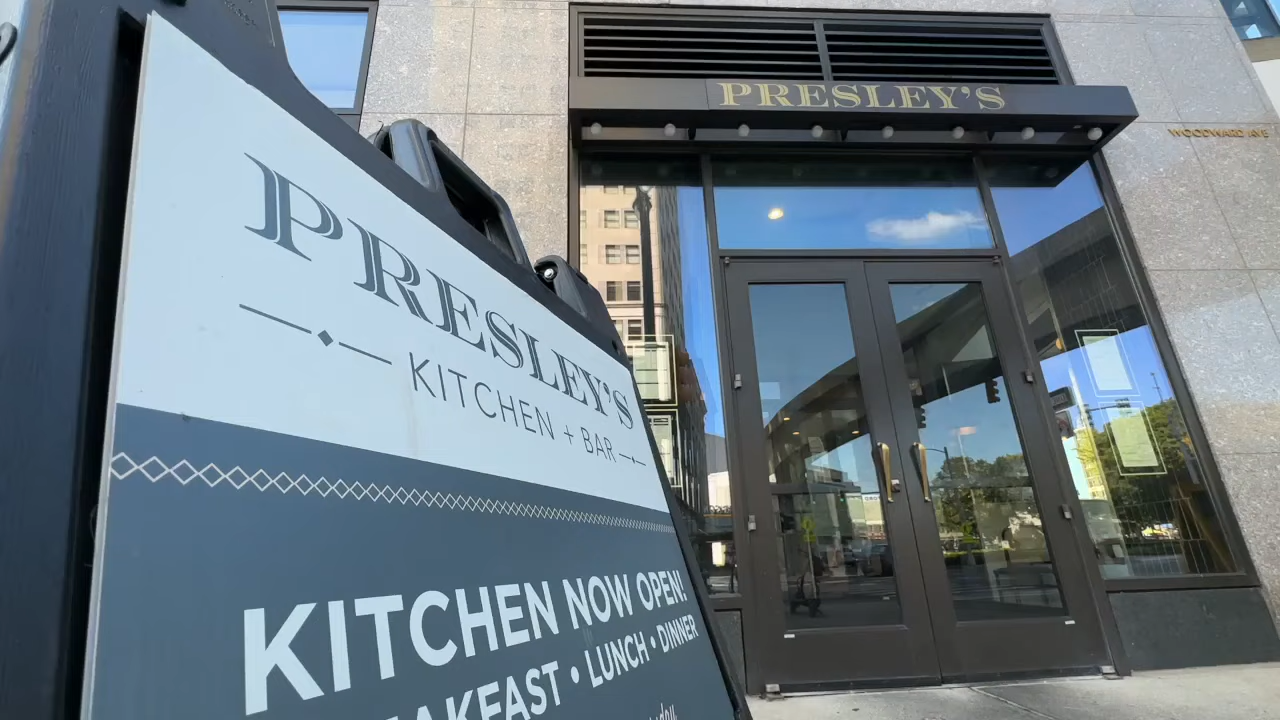 PRESLEY'S
KITCHEN + BAR
KITCHEN NOW OPEN!
LUNCH • DINNER
PRESLEY'S
WOODWARD AVE